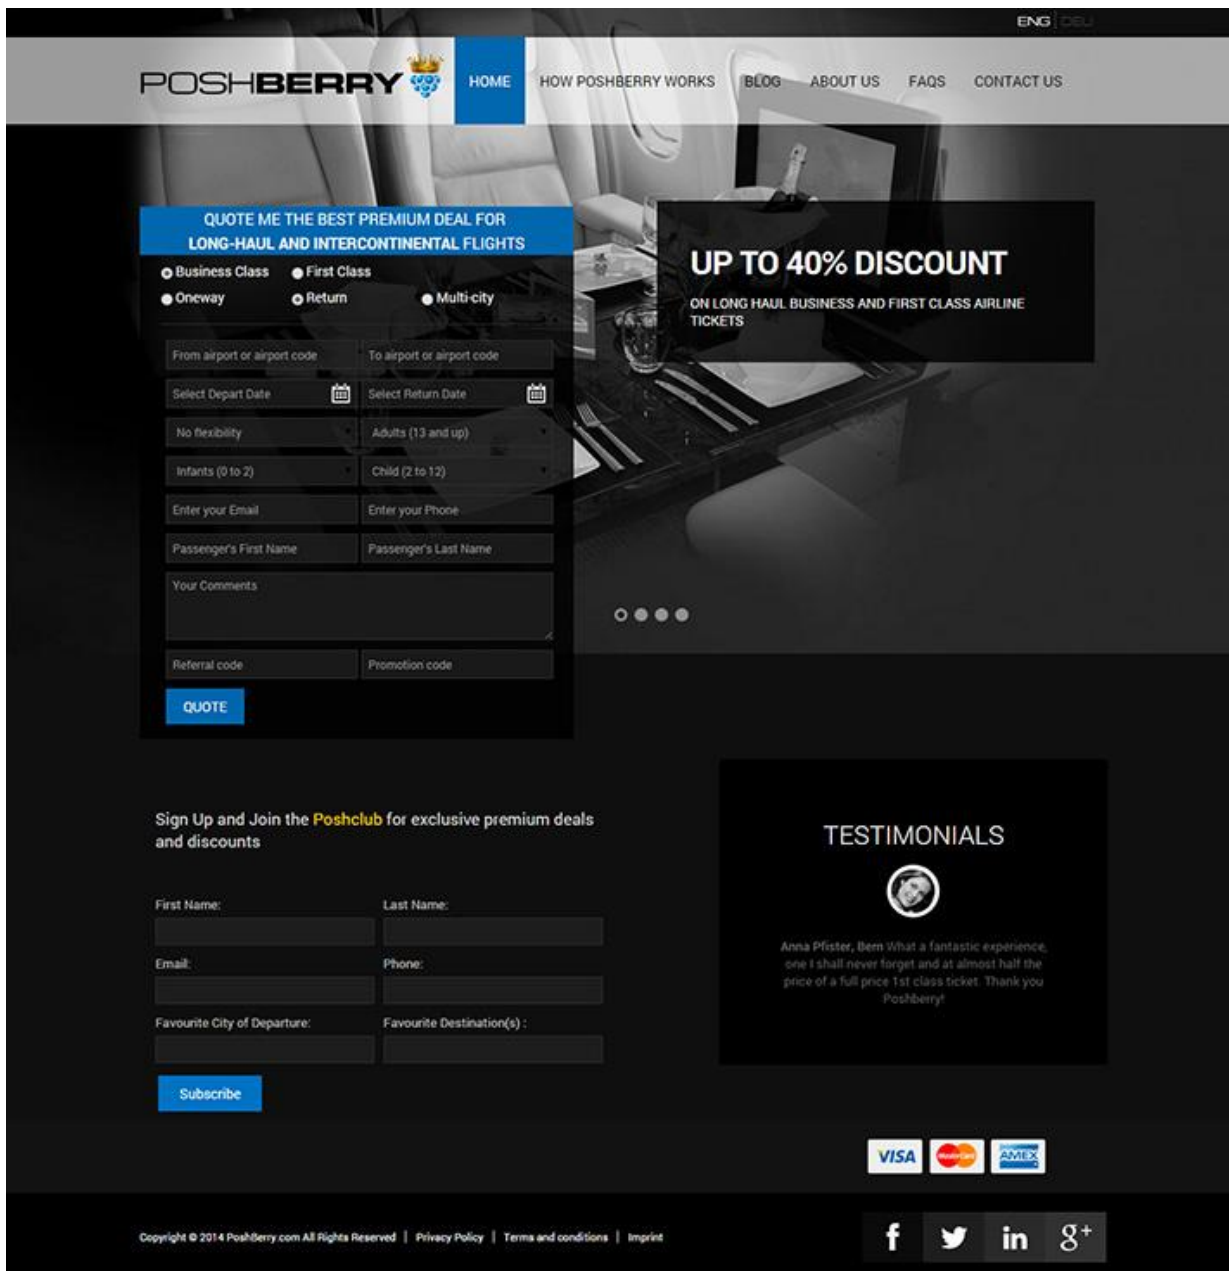 ENG DEU
POSHBERRY
HOME
HOW POSHBERRY WORKS
BLOG
ABOUT US
FAQS
CONTACT US
QUOTE ME THE BEST PREMIUM DEAL FOR
LONG-HAUL AND INTERCONTINENTAL FLIGHTS
Business Class First Class
Oneway Return Multi-city
From airport or airport code To airport or airport code
Select Depart Date Select Return Date
No flexibility Adults (13 and up)
Infants (0 to 2) Child (2 to 12)
Enter your Email Enter your Phone
Passenger's First Name Passenger's Last Name
Your Comments
Referral code Promotion code
QUOTE
UP TO 40% DISCOUNT
ON LONG HAUL BUSINESS AND FIRST CLASS AIRLINE
TICKETS
Sign Up and Join the Poshclub for exclusive premium deals
and discounts
First Name: Last Name:
Email: Phone:
Favourite City of Departure: Favourite Destination(s) :
Subscribe
TESTIMONIALS
Anna Pfister, Bern What a fantastic experience,
one I shall never forget and at almost half the
price of a full price 1st class ticket. Thank you
Poshberry!
VISA MasterCard AMEX
Copyright © 2014 PoshBerry.com All Rights Reserved | Privacy Policy | Terms and conditions | Imprint
f in g+